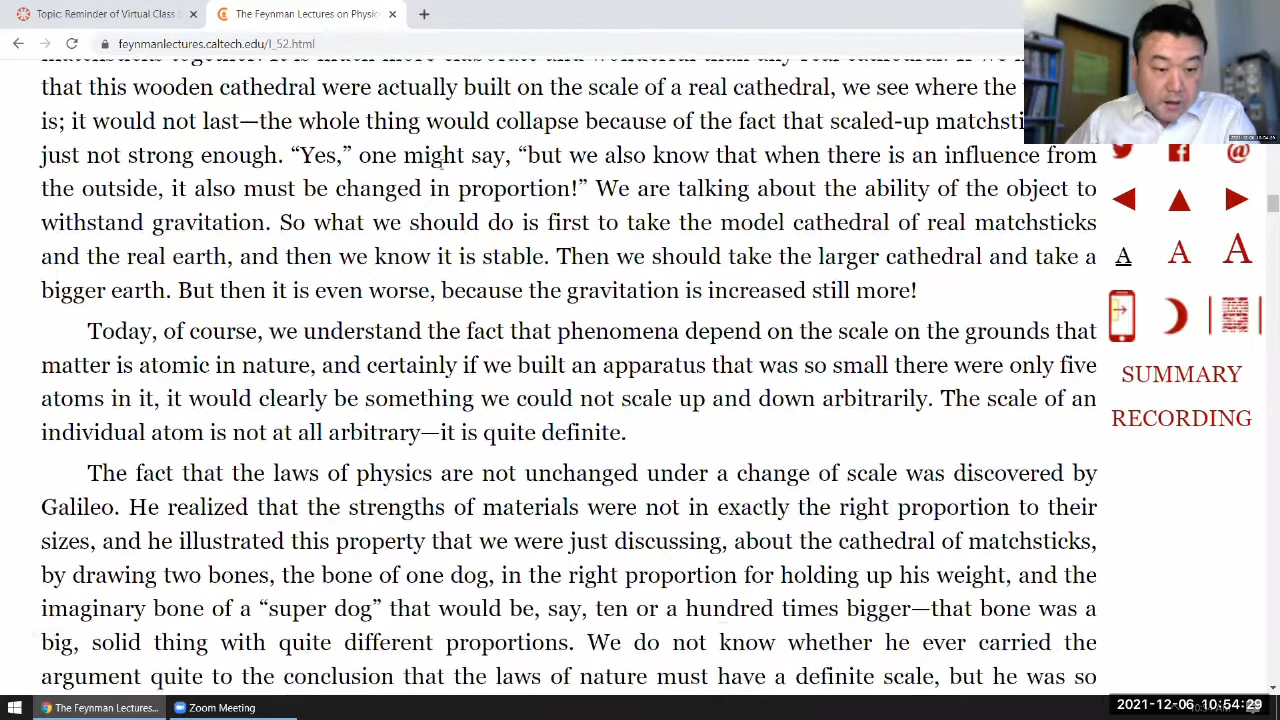 Topic: Reminder of Virtual Class
The Feynman Lectures on Physic
feynmanlectures.caltech.edu/I_52.html
matchsticks together. It is much more elaborate and wonderful than any real cathedral. If we
that this wooden cathedral were actually built on the scale of a real cathedral, we see where the
is; it would not last—the whole thing would collapse because of the fact that scaled-up matchsti
just not strong enough. “Yes,” one might say, “but we also know that when there is an influence from
the outside, it also must be changed in proportion!” We are talking about the ability of the object to
withstand gravitation. So what we should do is first to take the model cathedral of real matchsticks
and the real earth, and then we know it is stable. Then we should take the larger cathedral and take a
bigger earth. But then it is even worse, because the gravitation is increased still more!
Today, of course, we understand the fact that phenomena depend on the scale on the grounds that
matter is atomic in nature, and certainly if we built an apparatus that was so small there were only five
atoms in it, it would clearly be something we could not scale up and down arbitrarily. The scale of an
individual atom is not at all arbitrary—it is quite definite.
The fact that the laws of physics are not unchanged under a change of scale was discovered by
Galileo. He realized that the strengths of materials were not in exactly the right proportion to their
sizes, and he illustrated this property that we were just discussing, about the cathedral of matchsticks,
by drawing two bones, the bone of one dog, in the right proportion for holding up his weight, and the
imaginary bone of a “super dog” that would be, say, ten or a hundred times bigger—that bone was a
big, solid thing with quite different proportions. We do not know whether he ever carried the
argument quite to the conclusion that the laws of nature must have a definite scale, but he was so
A A A
SUMMARY
RECORDING
The Feynman Lectures...
Zoom Meeting
2021-12-06 10:54:29